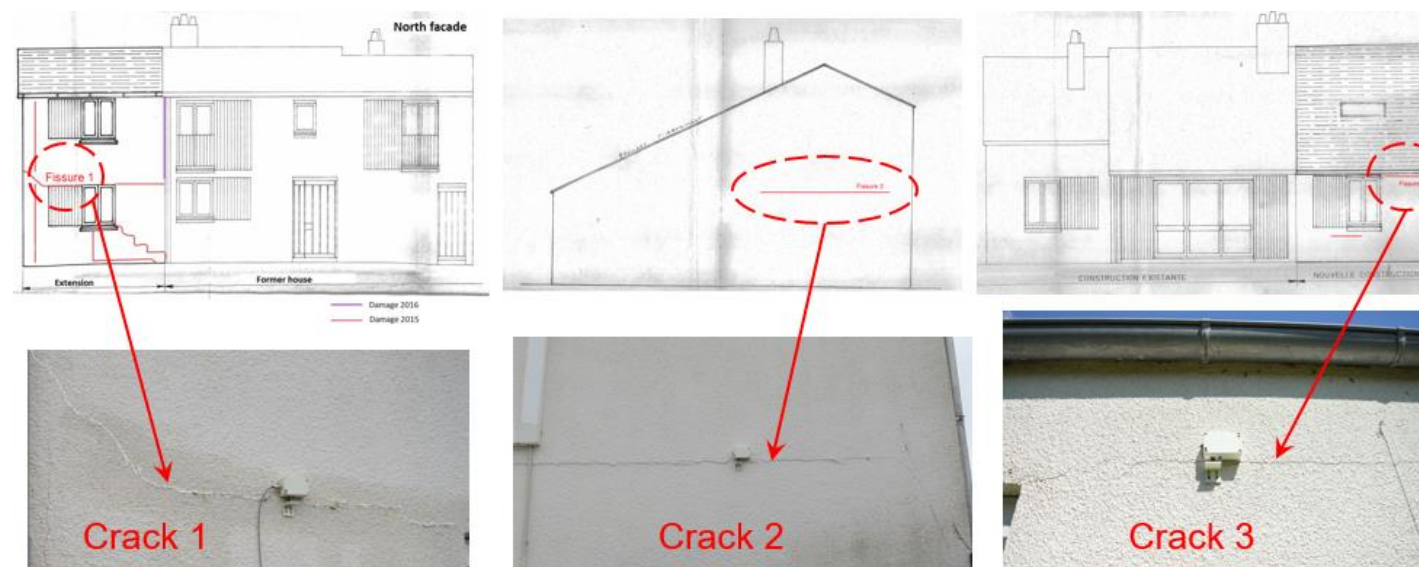 North facade
Fissure 1
Extension
Former house
Damage 2016
Damage 2015
Fissure 2
Fissure
CONSTRUCTION EXISTANTE
NOUVELLE CONSTRUCTION
Crack 1
Crack 2
Crack 3